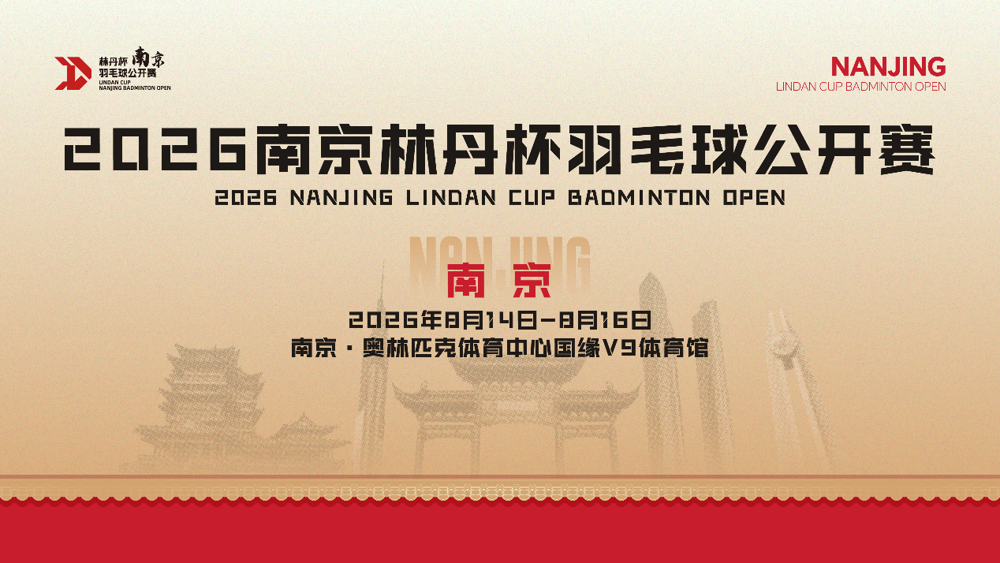 林丹杯 南京
羽毛球公开赛
LINDAN CUP
NANJING BADMINTON OPEN
NANJING
LINDAN CUP BADMINTON OPEN
2026南京林丹杯羽毛球公开赛
2026 NANJING LINDAN CUP BADMINTON OPEN
NANJING
南京
2026年8月14日-8月16日
南京·奥林匹克体育中心国缘V9体育馆